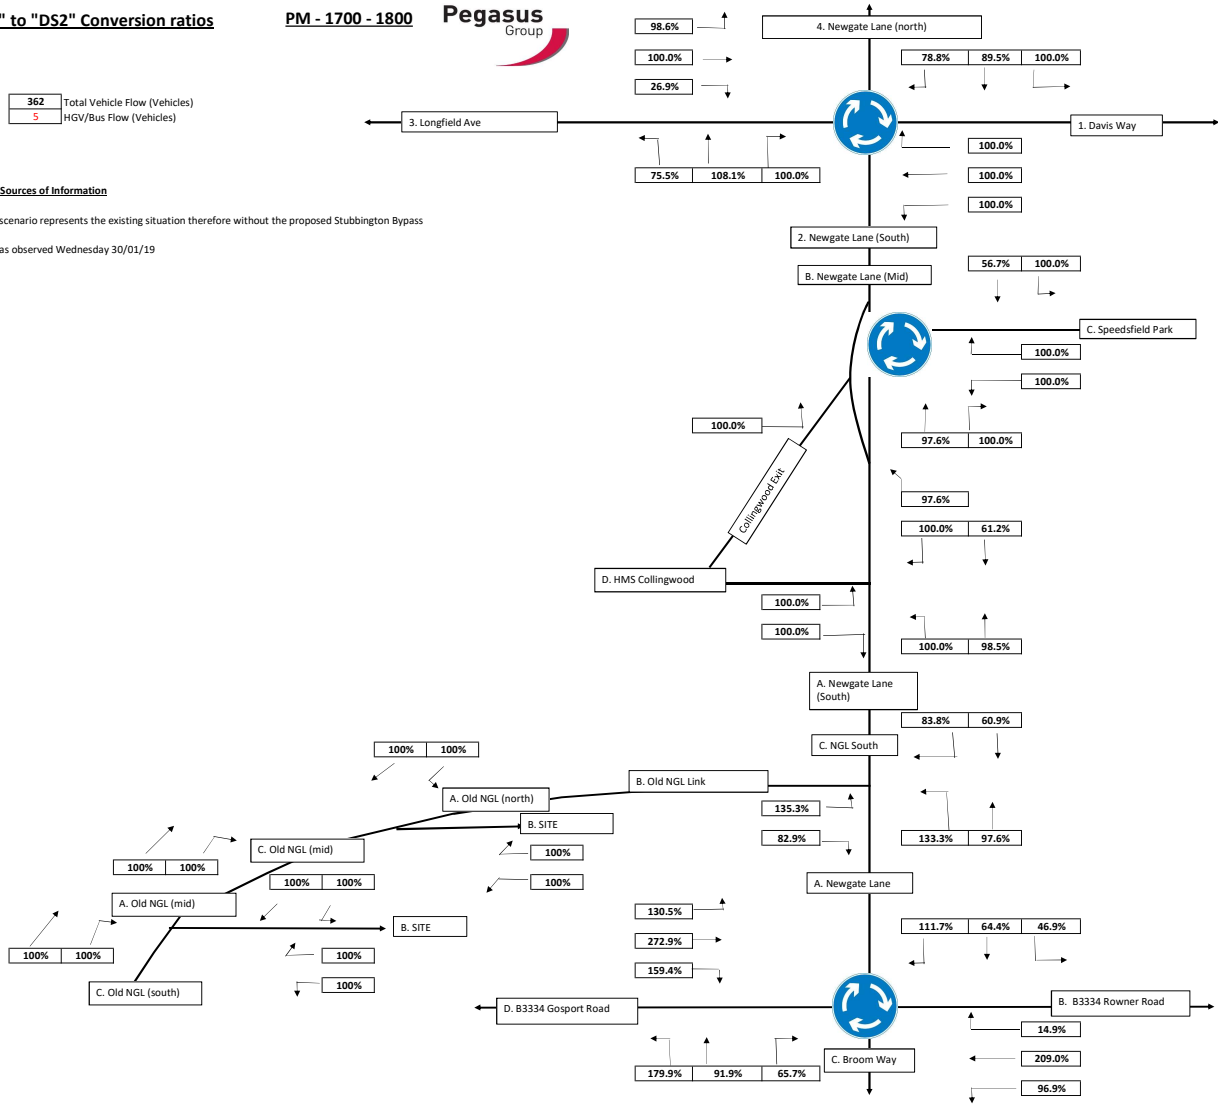 " to "DS2" Conversion ratios
PM - 1700 - 1800
Pegasus
Group
362 Total Vehicle Flow (Vehicles)
5 HGV/Bus Flow (Vehicles)
Sources of Information
scenario represents the existing situation therefore without the proposed Stubbington Bypass
as observed Wednesday 30/01/19
98.6%
100.0%
26.9%
4. Newgate Lane (north)
78.8% 89.5% 100.0%
3. Longfield Ave
1. Davis Way
75.5% 108.1% 100.0%
100.0%
100.0%
100.0%
2. Newgate Lane (South)
B. Newgate Lane (Mid)
56.7% 100.0%
C. Speedsfield Park
100.0%
100.0%
100.0%
97.6% 100.0%
Collingwood Exit
97.6%
100.0% 61.2%
D. HMS Collingwood
100.0%
100.0%
100.0% 98.5%
A. Newgate Lane
(South)
83.8% 60.9%
C. NGL South
100% 100%
B. Old NGL Link
A. Old NGL (north)
135.3%
82.9%
133.3% 97.6%
B. SITE
C. Old NGL (mid)
100%
100%
100% 100%
100% 100%
A. Old NGL (mid)
A. Newgate Lane
B. SITE
100% 100%
100%
100%
C. Old NGL (south)
130.5%
272.9%
159.4%
111.7% 64.4% 46.9%
D. B3334 Gosport Road
B. B3334 Rowner Road
C. Broom Way
179.9% 91.9% 65.7%
14.9%
209.0%
96.9%